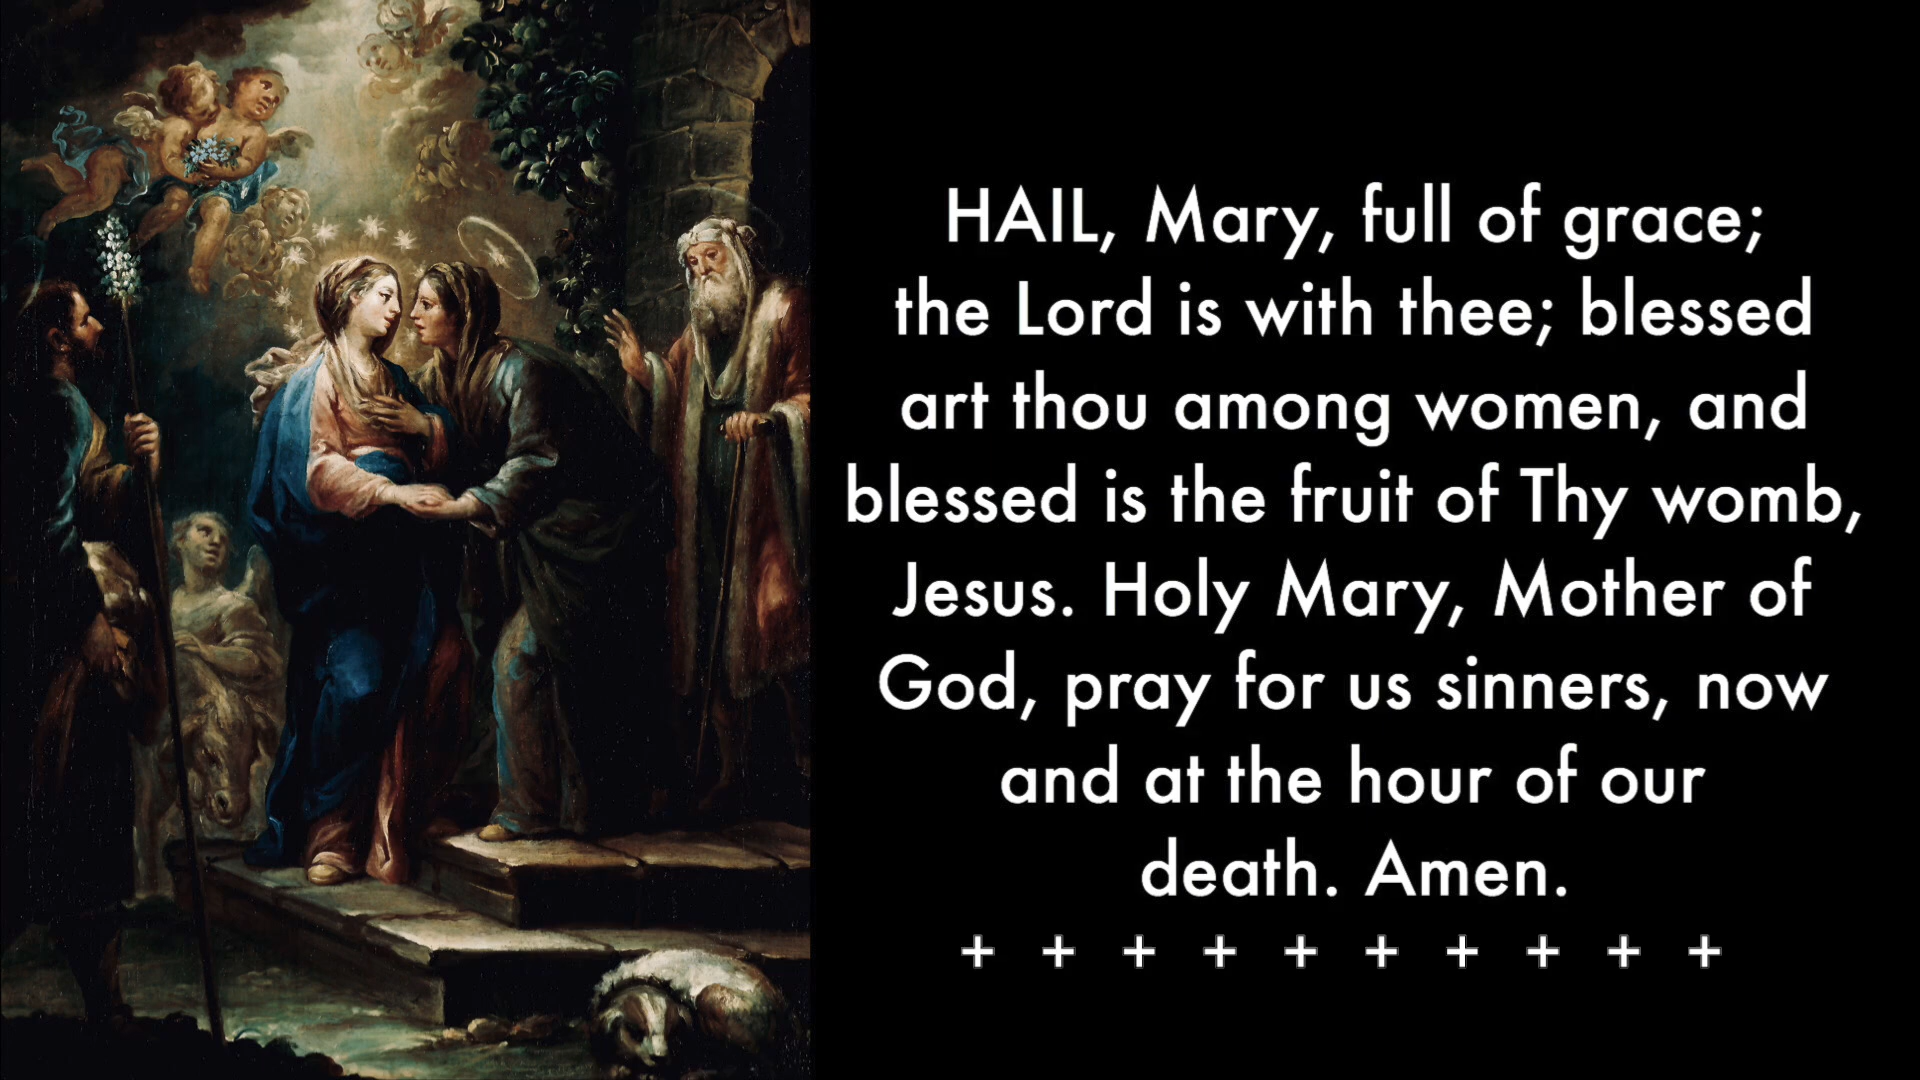 HAIL, Mary, full of grace;
the Lord is with thee; blessed
art thou among women, and
blessed is the fruit of Thy womb,
Jesus. Holy Mary, Mother of
God, pray for us sinners, now
and at the hour of our
death. Amen.
+ + + + + + + + + +